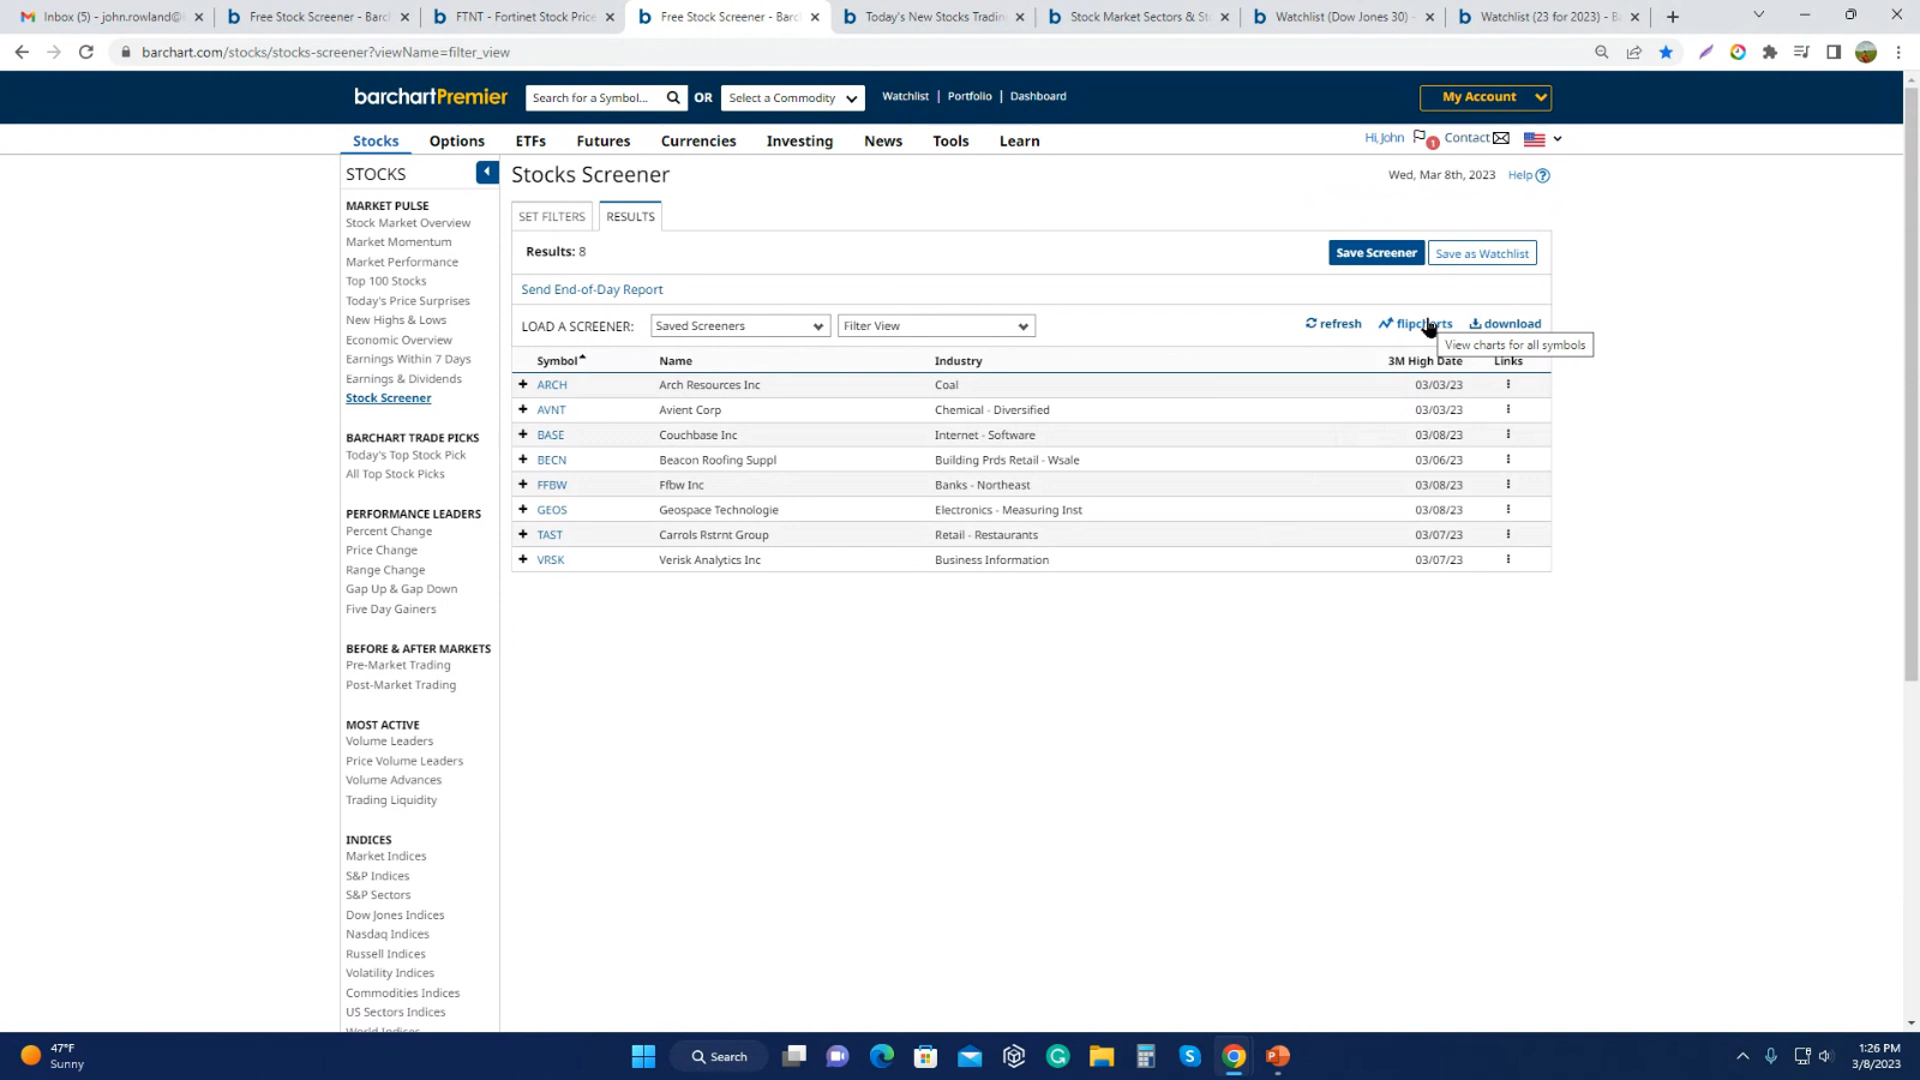 Inbox (5) - john.rowland@
Free Stock Screener - Barc
FTNT - Fortinet Stock Price
Free Stock Screener - Barc
Today's New Stocks Tradin
Stock Market Sectors & St
Watchlist (Dow Jones 30) -
Watchlist (23 for 2023) - B
barchart.com/stocks/stocks-screener?viewName=filter_view
barchartPremier
Search for a Symbol...
OR
Select a Commodity
Watchlist | Portfolio | Dashboard
My Account
Stocks Options ETFs Futures Currencies Investing News Tools Learn
Hi, John
1
Contact
STOCKS
MARKET PULSE
Stock Market Overview
Market Momentum
Market Performance
Top 100 Stocks
Today's Price Surprises
New Highs & Lows
Economic Overview
Earnings Within 7 Days
Earnings & Dividends
Stock Screener
BARCHART TRADE PICKS
Today's Top Stock Pick
All Top Stock Picks
PERFORMANCE LEADERS
Percent Change
Price Change
Range Change
Gap Up & Gap Down
Five Day Gainers
BEFORE & AFTER MARKETS
Pre-Market Trading
Post-Market Trading
MOST ACTIVE
Volume Leaders
Price Volume Leaders
Volume Advances
Trading Liquidity
INDICES
Market Indices
S&P Indices
S&P Sectors
Dow Jones Indices
Nasdaq Indices
Russell Indices
Volatility Indices
Commodities Indices
US Sectors Indices
World Indices
Stocks Screener
Wed, Mar 8th, 2023 Help ?
SET FILTERS RESULTS
Results: 8
Save Screener Save as Watchlist
Send End-of-Day Report
LOAD A SCREENER: Saved Screeners Filter View
refresh flipcharts download
View charts for all symbols
Symbol Name Industry 3M High Date Links
ARCH Arch Resources Inc Coal 03/03/23
AVNT Avient Corp Chemical - Diversified 03/03/23
BASE Couchbase Inc Internet - Software 03/08/23
BECN Beacon Roofing Suppl Building Prds Retail - Wsale 03/06/23
FFBW Ffbw Inc Banks - Northeast 03/08/23
GEOS Geospace Technologie Electronics - Measuring Inst 03/08/23
TAST Carrols Rstrnt Group Retail - Restaurants 03/07/23
VRSK Verisk Analytics Inc Business Information 03/07/23
47°F
Sunny
Search
1:26 PM
3/8/2023